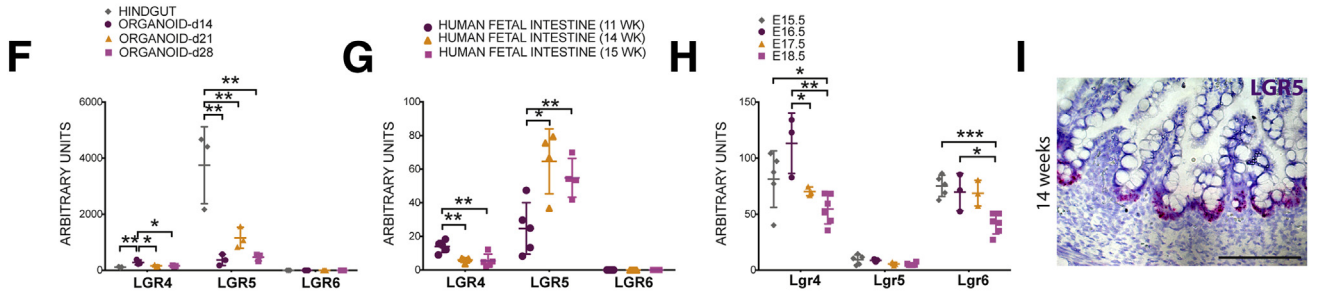 F
HINDGUT
ORGANOID-d14
ORGANOID-d21
ORGANOID-d28
**
**
**
*
** *
6000
4000
2000
0
ARBITRARY UNITS
LGR4 LGR5 LGR6
G
HUMAN FETAL INTESTINE (11 WK)
HUMAN FETAL INTESTINE (14 WK)
HUMAN FETAL INTESTINE (15 WK)
**
*
**
**
100
80
60
40
20
0
ARBITRARY UNITS
LGR4 LGR5 LGR6
H
E15.5
E16.5
E17.5
E18.5
*
**
*
***
*
150
100
50
0
ARBITRARY UNITS
Lgr4 Lgr5 Lgr6
I
LGR5
14 weeks